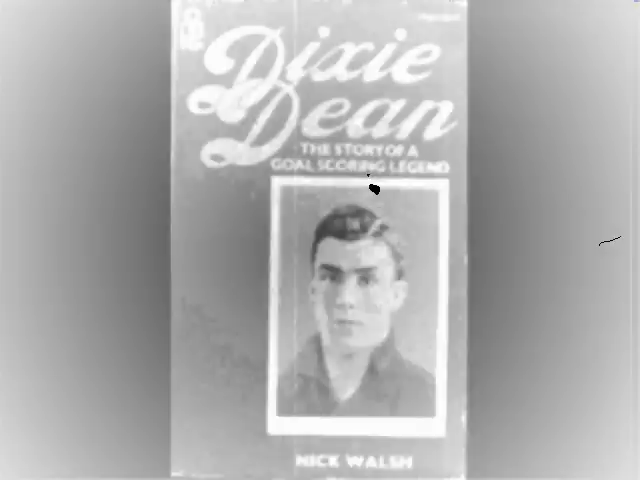 Dixie
Dean
THE STORY OF A
GOAL SCORING LEGEND
NICK WALSH